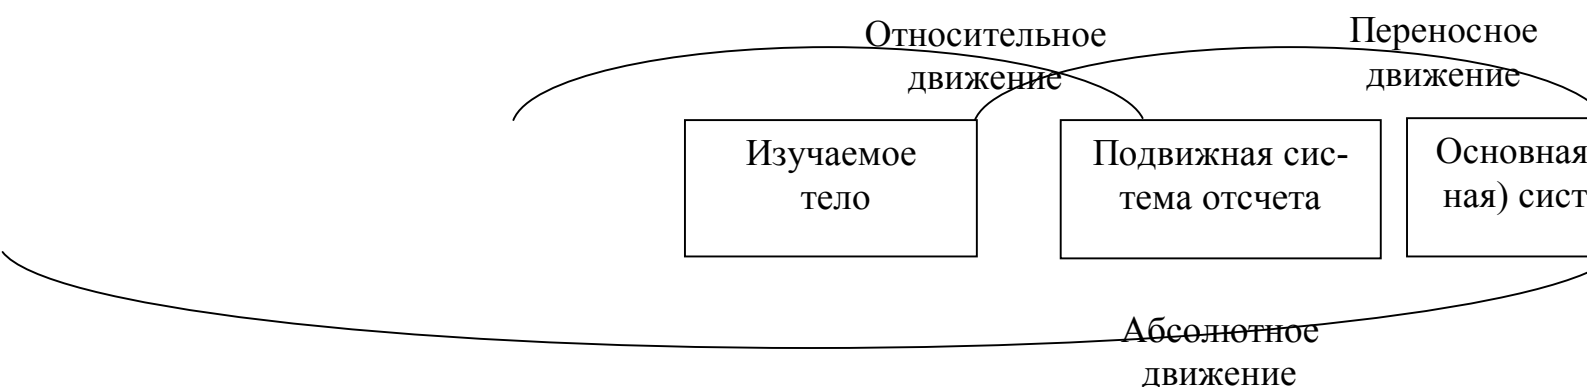 Относительное
движение
Переносное
движение
Изучаемое
тело
Подвижная сис-
тема отсчета
Основная
ная) сист
Абсолютное
движение